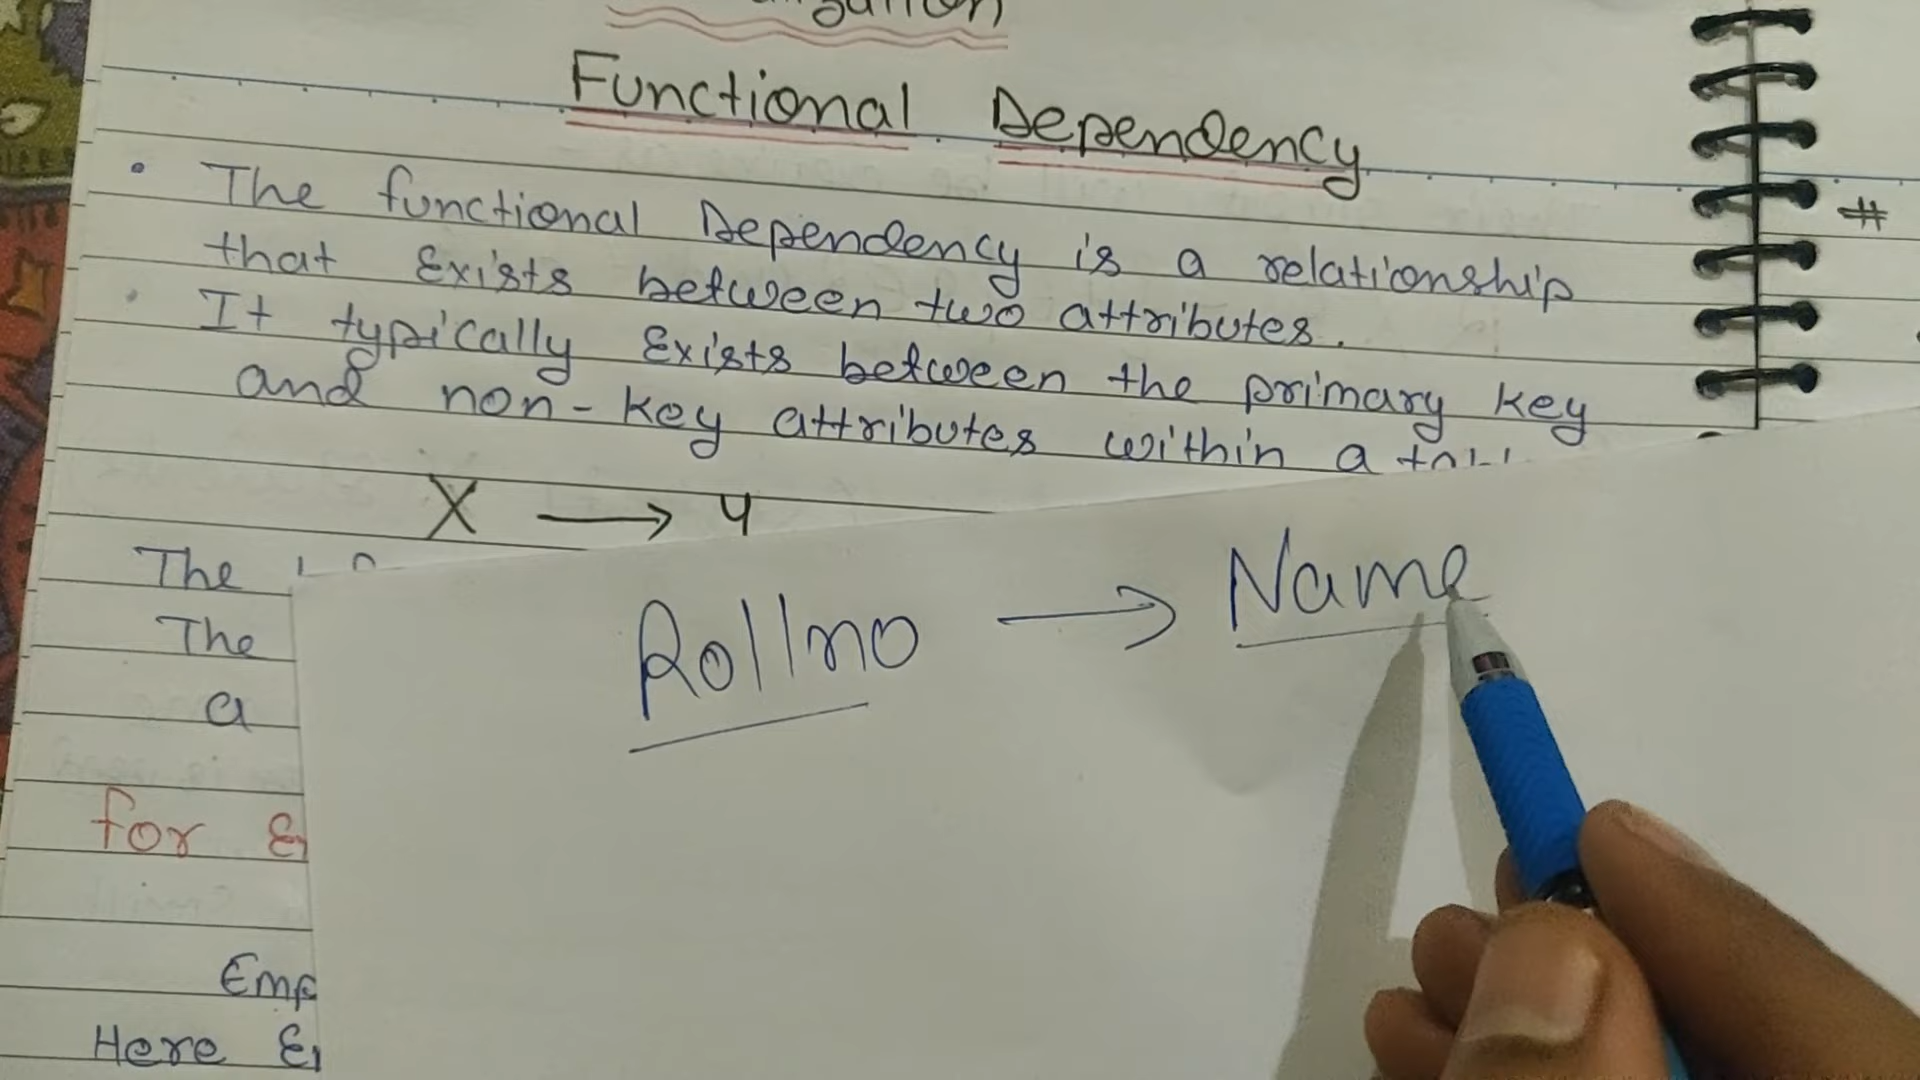 Functional Dependency
• The functional Dependency is a relationship
that Exists between two attributes.
• It typically Exists between the primary key
and non-key attributes within a
X → Y
The
The
a
for
Rollno → Name
Here
#